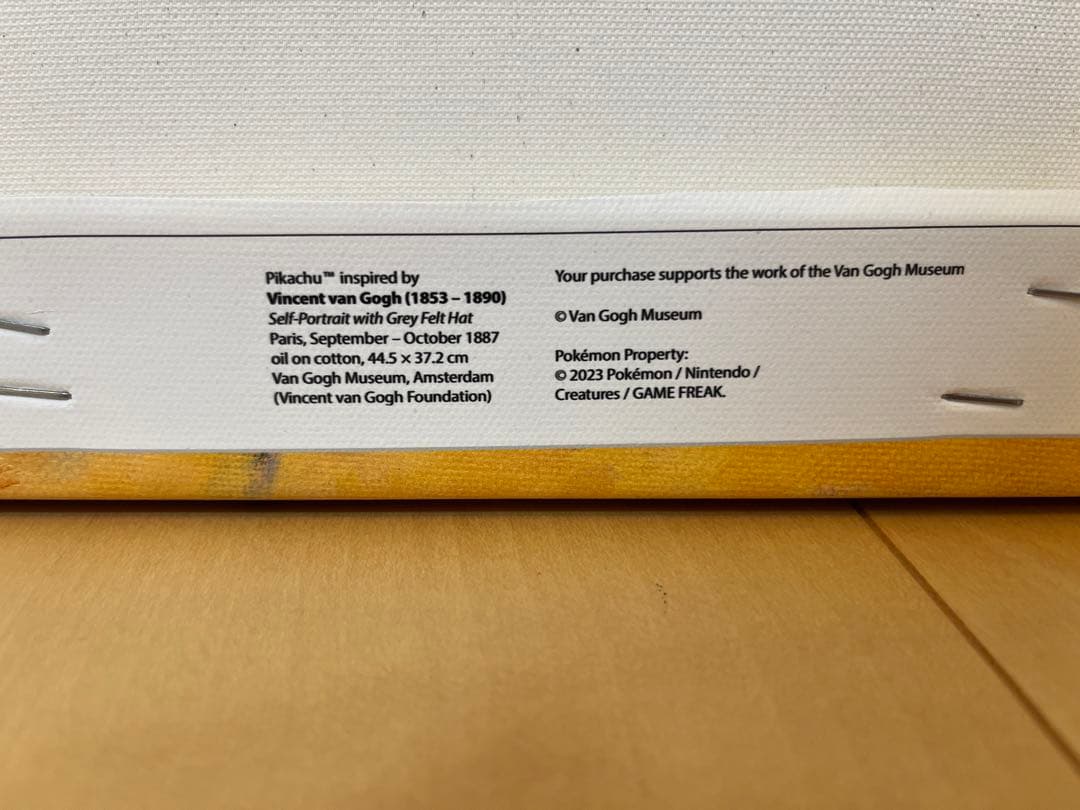 Pikachu™ inspired by
Vincent van Gogh (1853 – 1890)
Self-Portrait with Grey Felt Hat
Paris, September – October 1887
oil on cotton, 44.5 × 37.2 cm
Van Gogh Museum, Amsterdam
(Vincent van Gogh Foundation)
Your purchase supports the work of the Van Gogh Museum
© Van Gogh Museum
Pokémon Property:
© 2023 Pokémon / Nintendo /
Creatures / GAME FREAK.